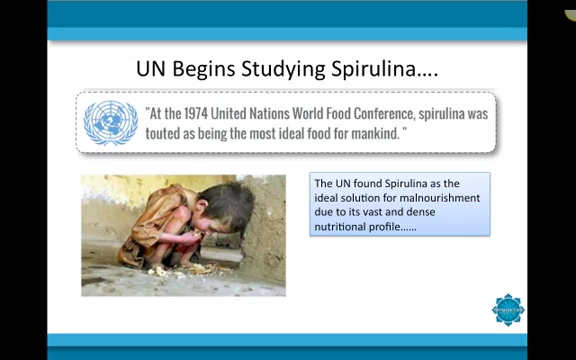 UN Begins Studying Spirulina....
"At the 1974 United Nations World Food Conference, spirulina was
touted as being the most ideal food for mankind. "
The UN found Spirulina as the
ideal solution for malnourishment
due to its vast and dense
nutritional profile......